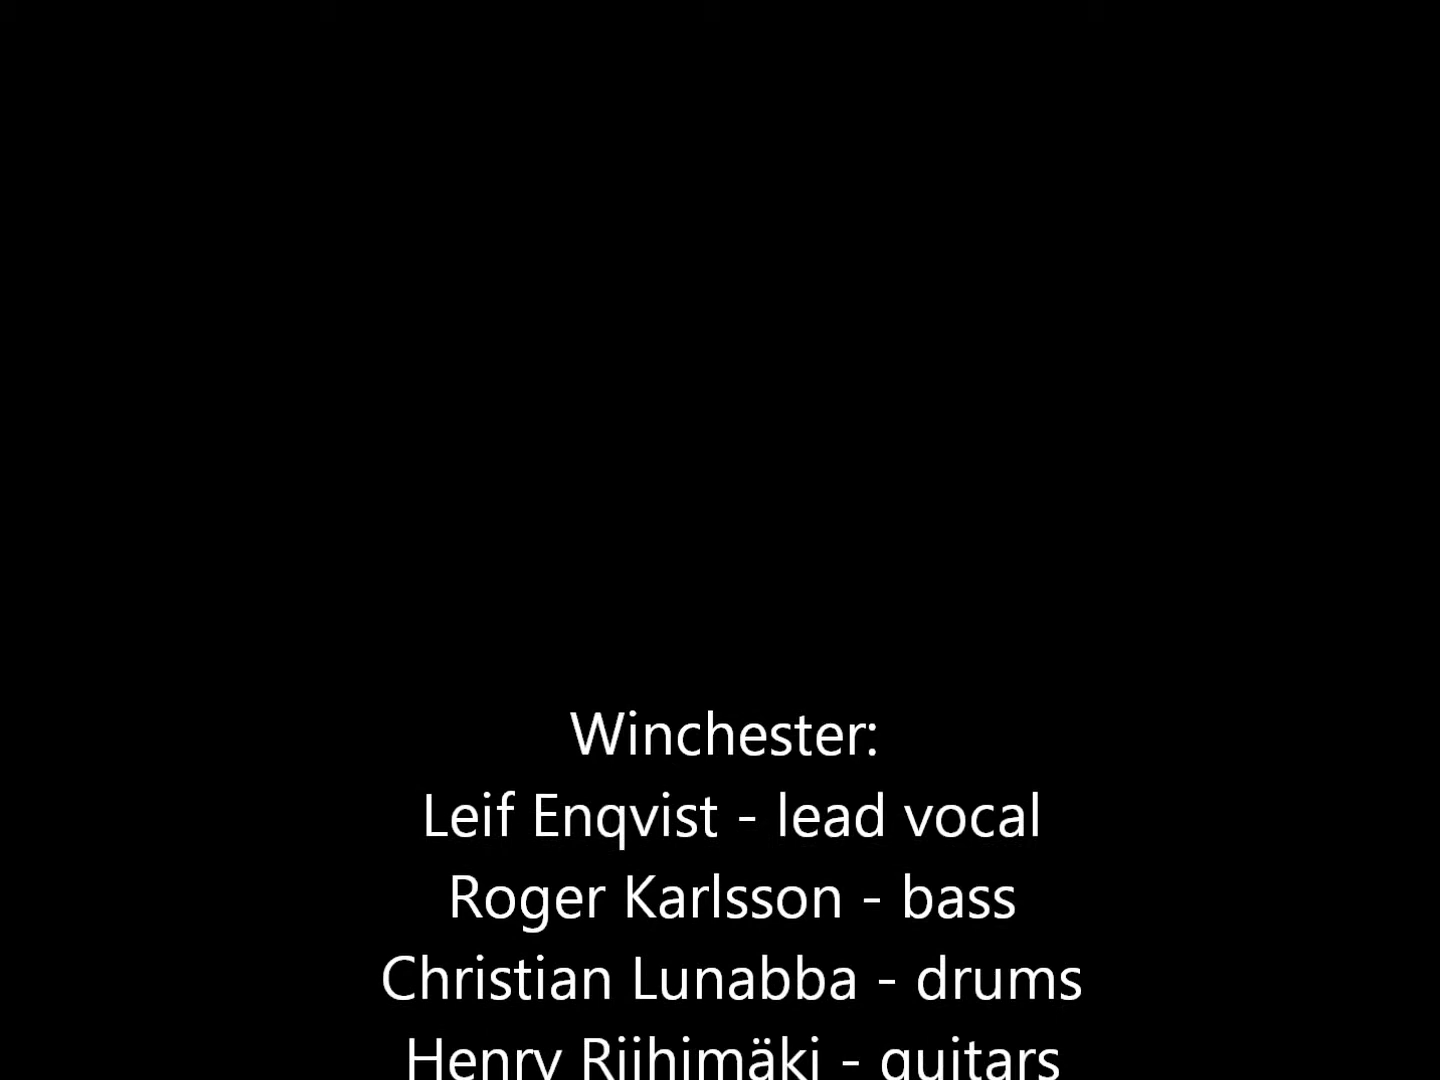 Winchester:
Leif Enqvist - lead vocal
Roger Karlsson - bass
Christian Lunabba - drums
Henry Riihimäki - guitars